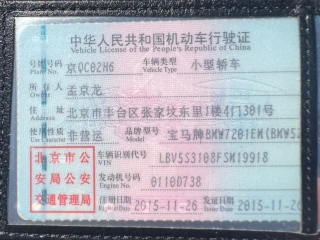 中华人民共和国机动车行驶证
Vehicle License of the People's Republic of China
号牌号码 京QC02H6 车辆类型 小型轿车
Plate No. Vehicle Type
所有人 孟京龙
Owner
住址 北京市丰台区张家坟东里1楼4门301号
Address
使用性质 非营运 品牌型号 宝马牌BMW7201EM(BMW52
Use Character Model
北京市公 车辆识别代号 LBV5S3108FSM19918
VIN
安局公安 发动机号码 0110D738
Engine No.
交通管理局 注册日期 2015-11-26 发证日期 2015-11-26
Register Date Issue Date